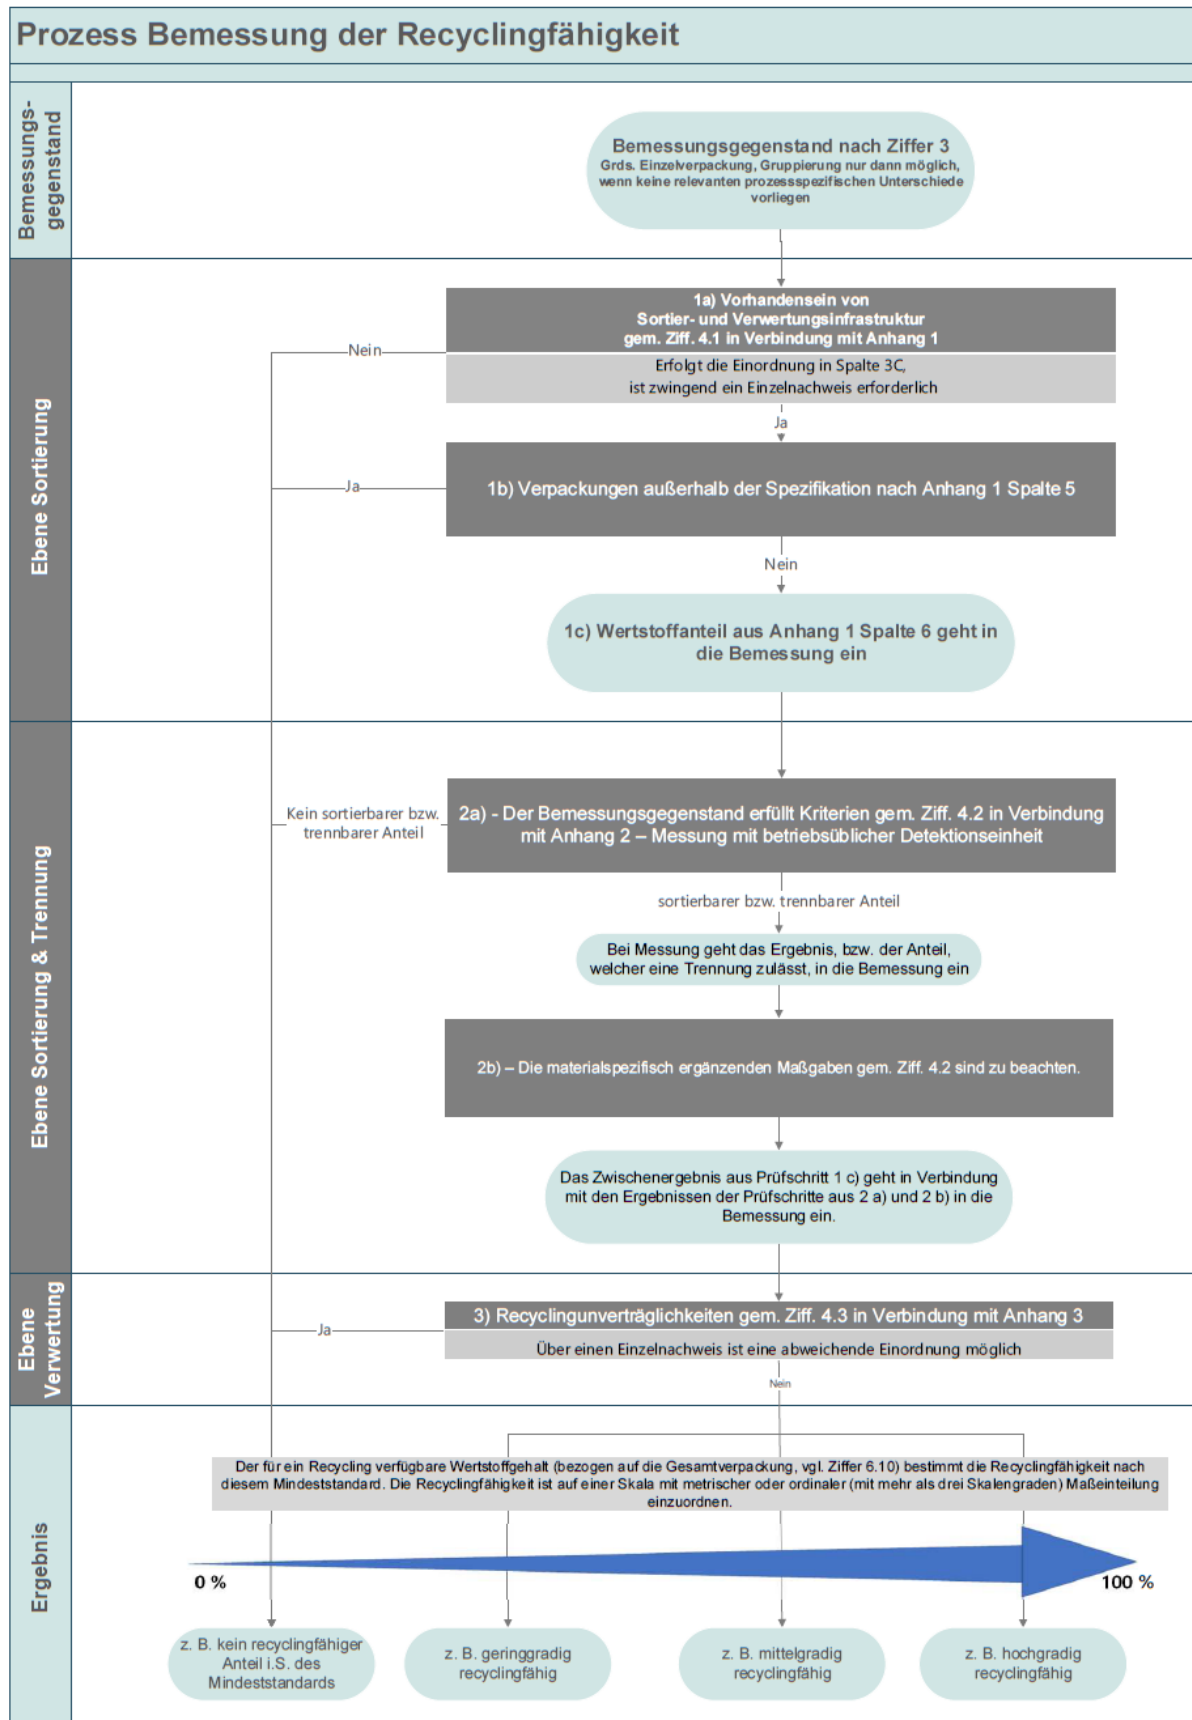 Prozess Bemessung der Recyclingfähigkeit
Bemessungs-
gegenstand
Bemessungsgegenstand nach Ziffer 3
Grds. Einzelverpackung, Gruppierung nur dann möglich,
wenn keine relevanten prozessspezifischen Unterschiede
vorliegen
Ebene Sortierung
1a) Vorhandensein von
Sortier- und Verwertungsinfrastruktur
gem. Ziff. 4.1 in Verbindung mit Anhang 1
Nein
Erfolgt die Einordnung in Spalte 3C,
ist zwingend ein Einzelnachweis erforderlich
Ja
Ja
1b) Verpackungen außerhalb der Spezifikation nach Anhang 1 Spalte 5
Nein
1c) Wertstoffanteil aus Anhang 1 Spalte 6 geht in
die Bemessung ein
Ebene Sortierung & Trennung
Kein sortierbarer bzw.
trennbarer Anteil
2a) - Der Bemessungsgegenstand erfüllt Kriterien gem. Ziff. 4.2 in Verbindung
mit Anhang 2 – Messung mit betriebsüblicher Detektionseinheit
sortierbarer bzw. trennbarer Anteil
Bei Messung geht das Ergebnis, bzw. der Anteil,
welcher eine Trennung zulässt, in die Bemessung ein
2b) – Die materialspezifisch ergänzenden Maßgaben gem. Ziff. 4.2 sind zu beachten.
Das Zwischenergebnis aus Prüfschritt 1 c) geht in Verbindung
mit den Ergebnissen der Prüfschritte aus 2 a) und 2 b) in die
Bemessung ein.
Ebene
Verwertung
3) Recyclingunverträglichkeiten gem. Ziff. 4.3 in Verbindung mit Anhang 3
Ja
Über einen Einzelnachweis ist eine abweichende Einordnung möglich
Nein
Ergebnis
Der für ein Recycling verfügbare Wertstoffgehalt (bezogen auf die Gesamtverpackung, vgl. Ziffer 6.10) bestimmt die Recyclingfähigkeit nach
diesem Mindeststandard. Die Recyclingfähigkeit ist auf einer Skala mit metrischer oder ordinaler (mit mehr als drei Skalengraden) Maßeinteilung
einzuordnen.
0 %
100 %
z. B. kein recyclingfähiger
Anteil i.S. des
Mindeststandards
z. B. geringgradig
recyclingfähig
z. B. mittelgradig
recyclingfähig
z. B. hochgradig
recyclingfähig